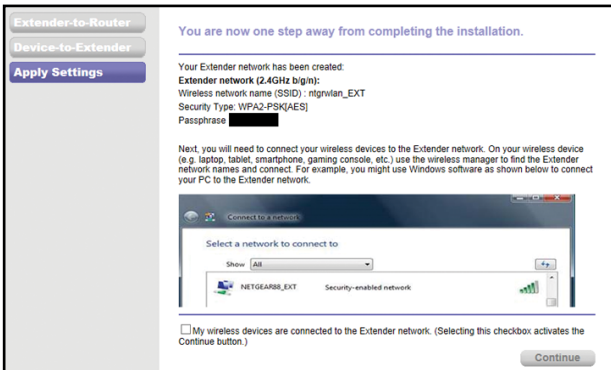 Extender-to-Router
Device-to-Extender
Apply Settings
You are now one step away from completing the installation.
Your Extender network has been created:
Extender network (2.4GHz b/g/n):
Wireless network name (SSID) : ntgrwlan_EXT
Security Type: WPA2-PSK[AES]
Passphrase
Next, you will need to connect your wireless devices to the Extender network. On your wireless device
(e.g. laptop, tablet, smartphone, gaming console, etc.) use the wireless manager to find the Extender
network names and connect. For example, you might use Windows software as shown below to connect
your PC to the Extender network.
Connect to a network
Select a network to connect to
Show All
NETGEAR88_EXT Security-enabled network
My wireless devices are connected to the Extender network. (Selecting this checkbox activates the
Continue button.)
Continue